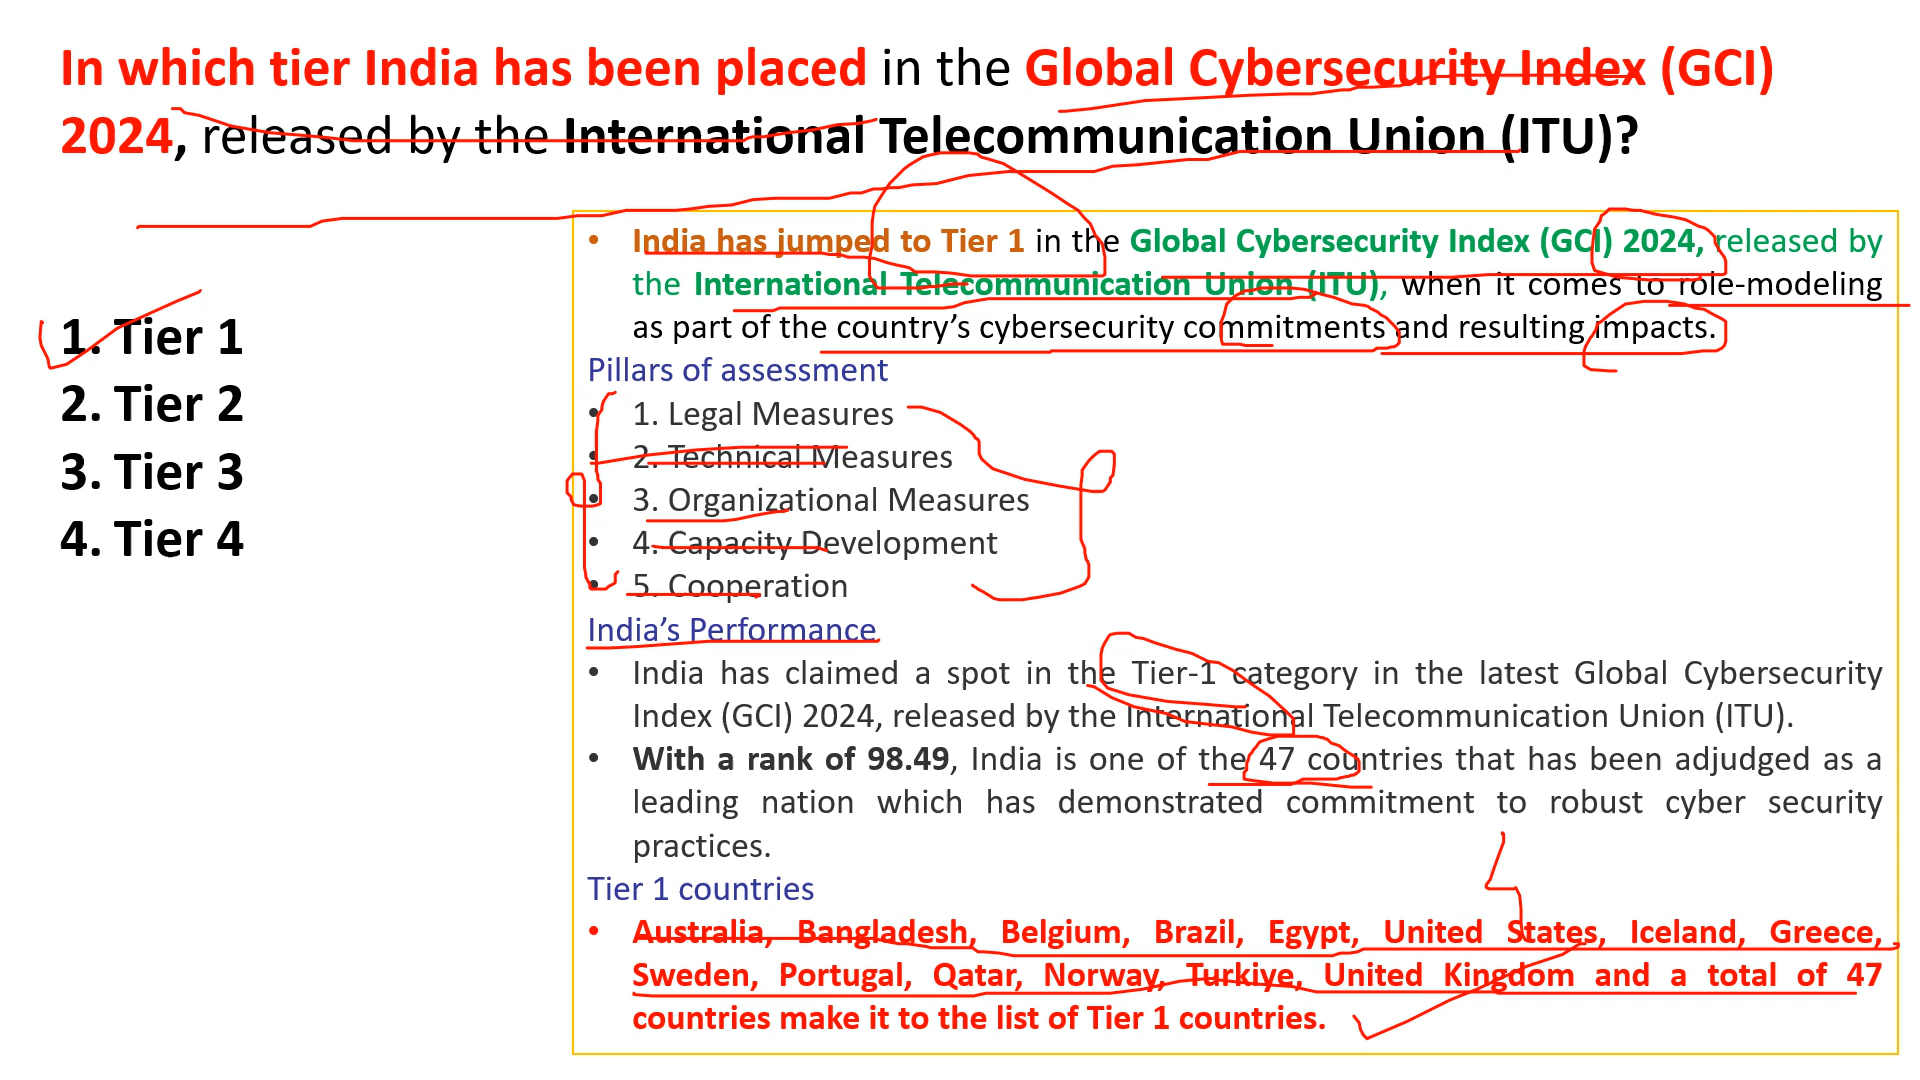 In which tier India has been placed in the Global Cybersecurity Index (GCI)
2024, released by the International Telecommunication Union (ITU)?
1. Tier 1
2. Tier 2
3. Tier 3
4. Tier 4
• India has jumped to Tier 1 in the Global Cybersecurity Index (GCI) 2024, released by
the International Telecommunication Union (ITU), when it comes to role-modeling
as part of the country’s cybersecurity commitments and resulting impacts.
Pillars of assessment
• 1. Legal Measures
• 2. Technical Measures
• 3. Organizational Measures
• 4. Capacity Development
• 5. Cooperation
India’s Performance
• India has claimed a spot in the Tier-1 category in the latest Global Cybersecurity
Index (GCI) 2024, released by the International Telecommunication Union (ITU).
• With a rank of 98.49, India is one of the 47 countries that has been adjudged as a
leading nation which has demonstrated commitment to robust cyber security
practices.
Tier 1 countries
• Australia, Bangladesh, Belgium, Brazil, Egypt, United States, Iceland, Greece,
Sweden, Portugal, Qatar, Norway, Turkiye, United Kingdom and a total of 47
countries make it to the list of Tier 1 countries.